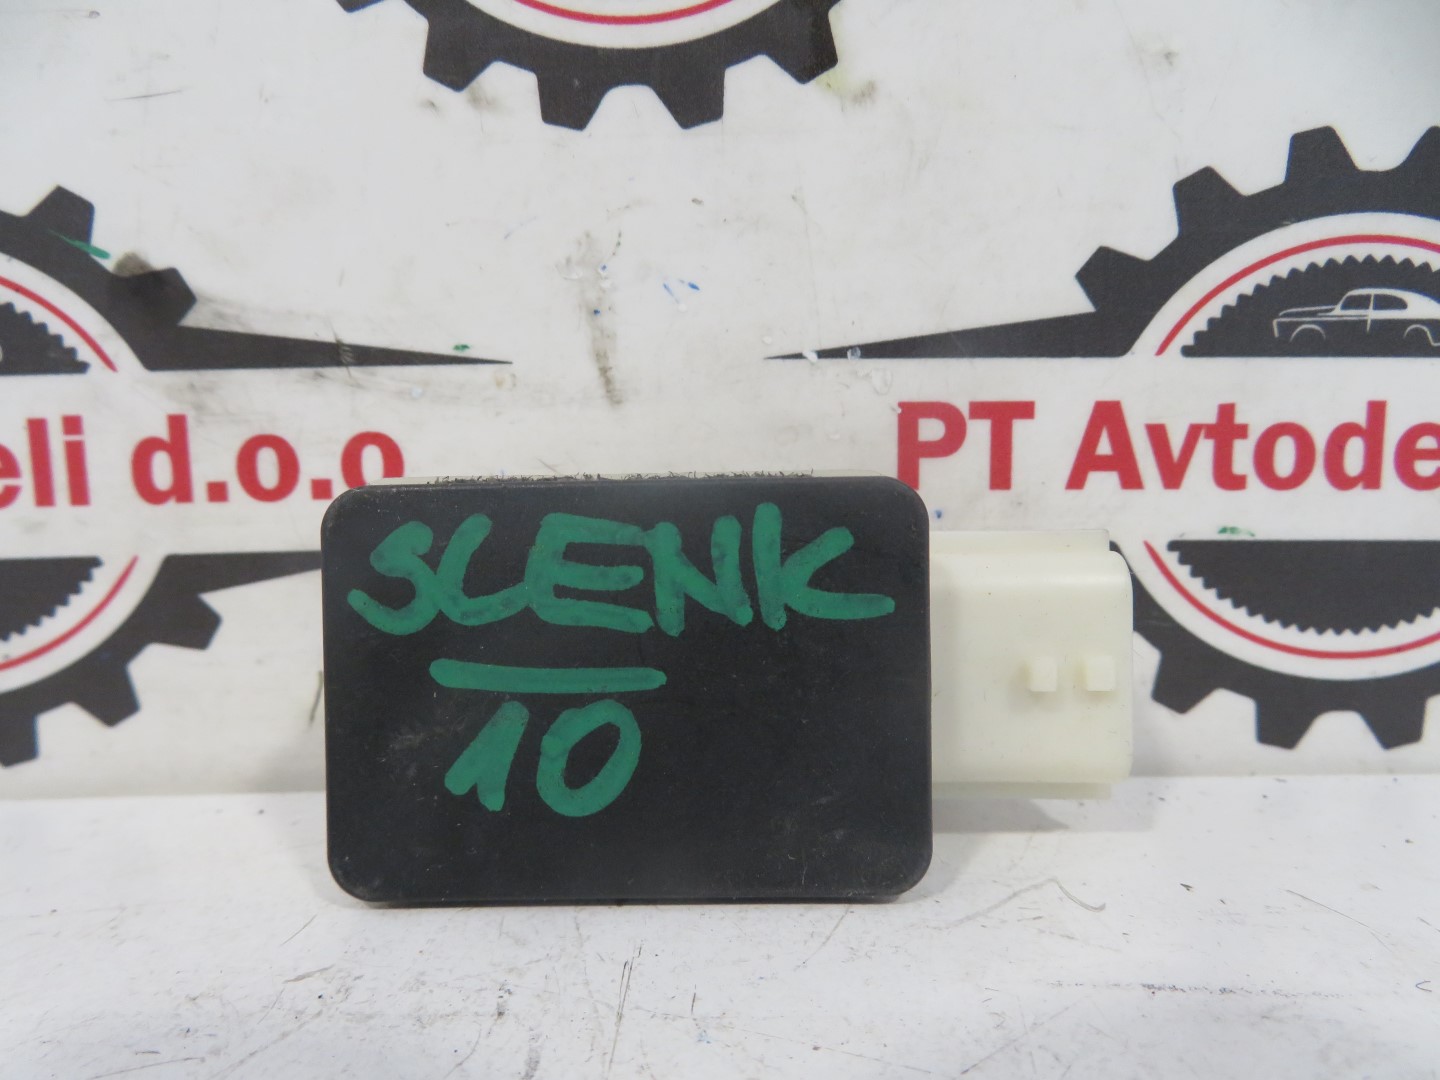 eli d.o.o.
PT Avtode
SCENK
10